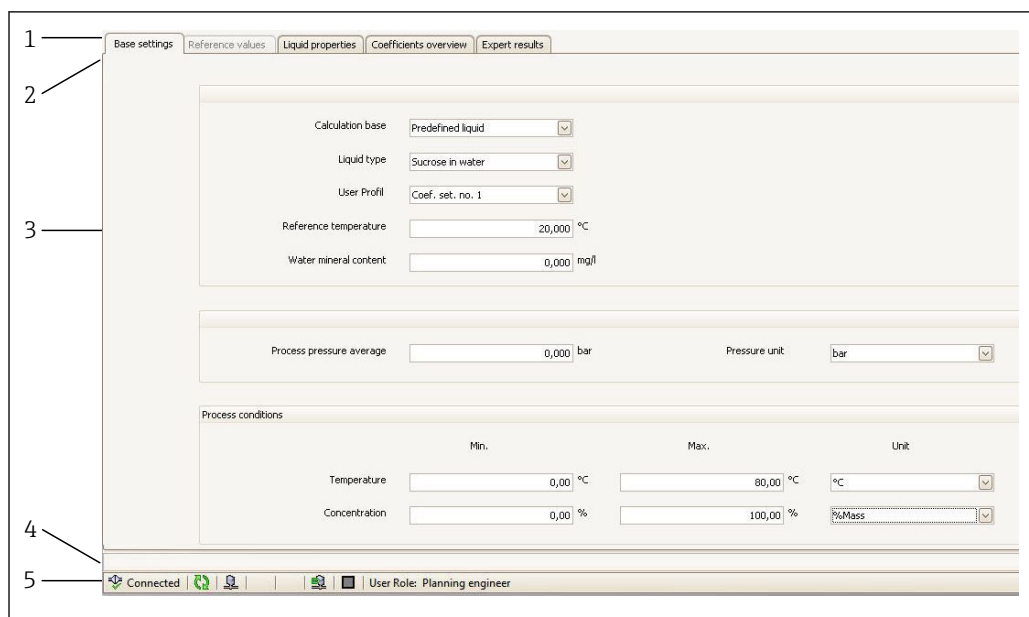 1 Base settings Reference values Liquid properties Coefficients overview Expert results
2
Calculation base Predefined liquid
Liquid type Sucrose in water
User Profil Coef. set. no. 1
3 Reference temperature 20,000 °C
Water mineral content 0,000 mg/l
Process pressure average 0,000 bar Pressure unit bar
Process conditions
Min. Max. Unit
Temperature 0,00 °C 80,00 °C °C
Concentration 0,00 % 100,00 % %Mass
4
5 Connected User Role: Planning engineer